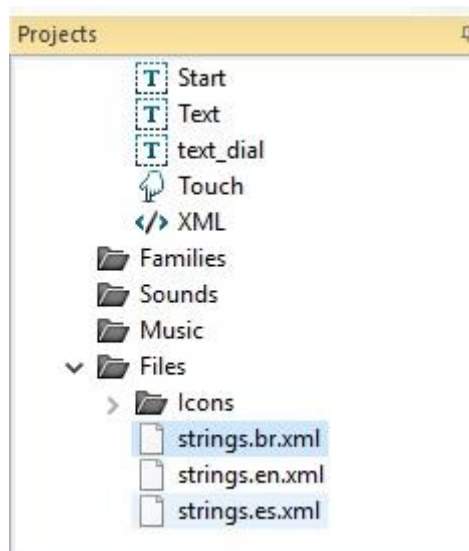 Projects
Start
Text
text_dial
Touch
XML
Families
Sounds
Music
Files
Icons
strings.br.xml
strings.en.xml
strings.es.xml